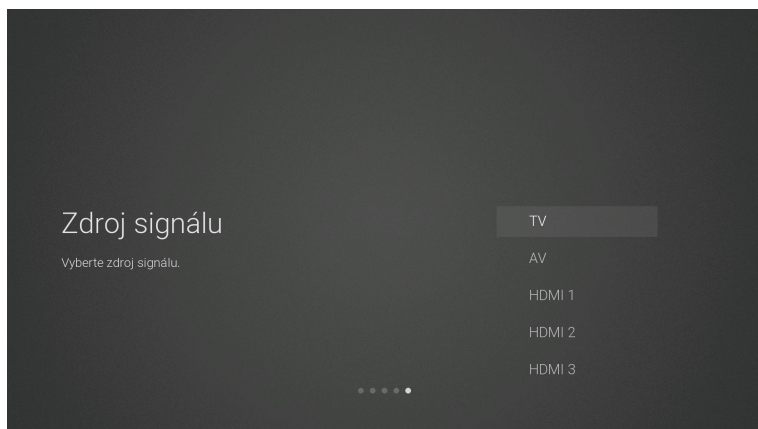 Zdroj signálu
Vyberte zdroj signálu.
TV
AV
HDMI 1
HDMI 2
HDMI 3